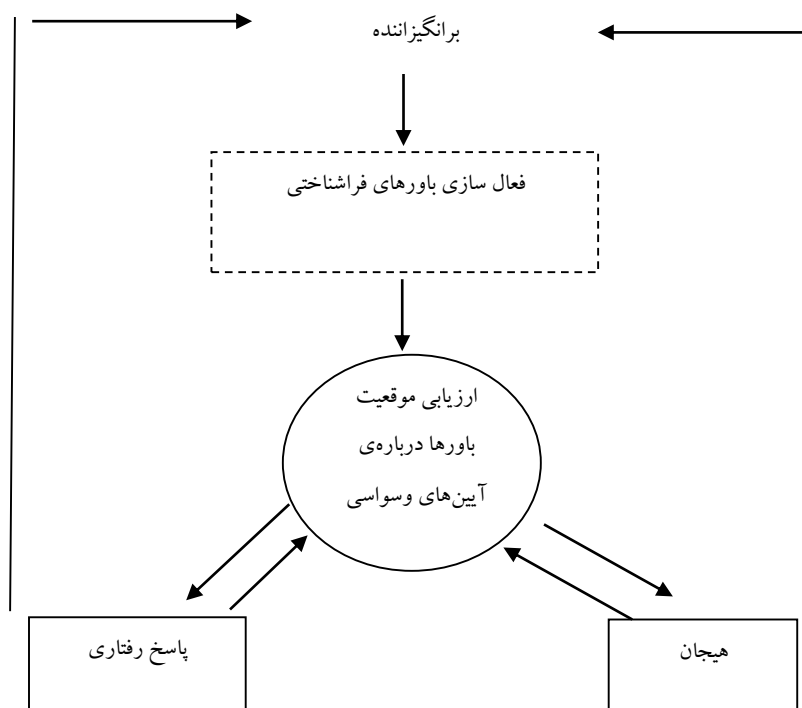 برانگیزاننده
فعال سازی باورهای فراشناختی
ارزیابی موقعیت
باورها درباره‌ی
آیین‌های وسواسی
پاسخ رفتاری
هیجان